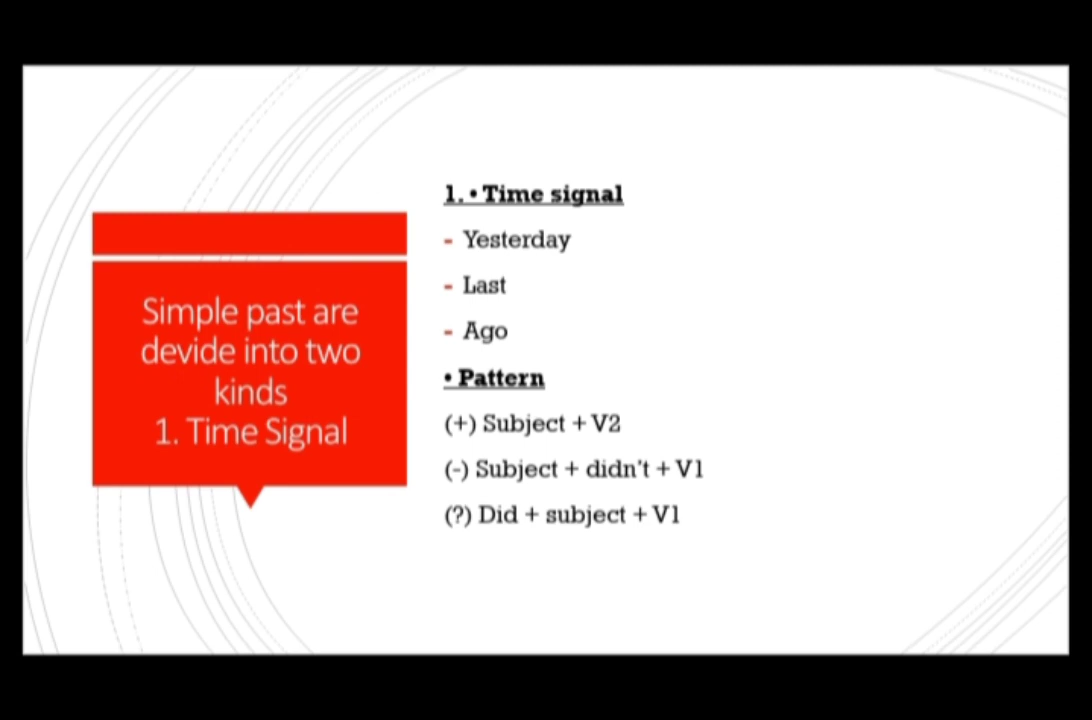 Simple past are
devide into two
kinds
1. Time Signal
1. • Time signal
- Yesterday
- Last
- Ago
• Pattern
(+) Subject + V2
(-) Subject + didn't + V1
(?) Did + subject + V1